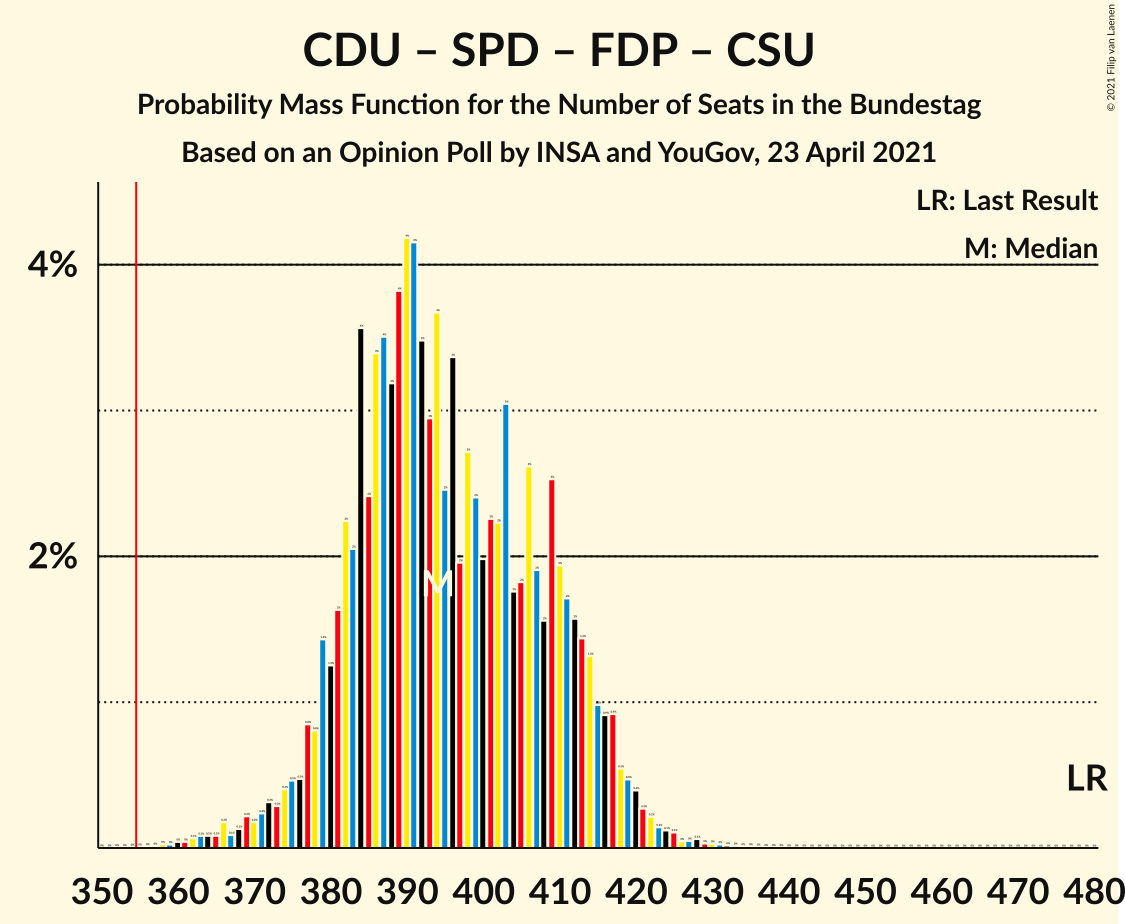 CDU – SPD – FDP – CSU
Probability Mass Function for the Number of Seats in the Bundestag
Based on an Opinion Poll by INSA and YouGov, 23 April 2021
© 2021 Filip van Laenen
LR: Last Result
M: Median
4%
2%
M
LR
350 360 370 380 390 400 410 420 430 440 450 460 470 480